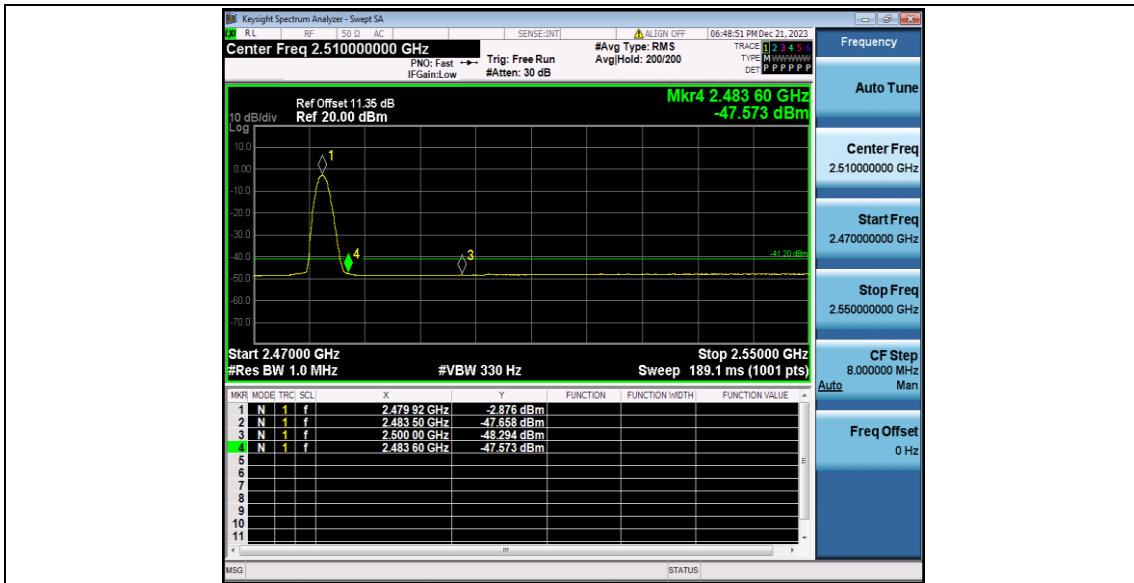 Keysight Spectrum Analyzer - Swept SA
RL RF 50 Ω AC SENSE:INT ALIGN OFF 06:48:51 PM Dec 21, 2023
Center Freq 2.510000000 GHz #Avg Type: RMS TRACE 1 2 3 4 5 6
PNO: Fast Trig: Free Run Avg|Hold: 200/200 TYPE M WWWWW
IFGain:Low #Atten: 30 dB DET P P P P P P
Frequency
Auto Tune
Mkr4 2.483 60 GHz
Ref Offset 11.35 dB
10 dB/div Ref 20.00 dBm -47.573 dBm
Log
10.0
0.00
-10.0
-20.0
-30.0
-40.0
-50.0
-60.0
-70.0
1
4
3
-41.20 dBm
Start 2.47000 GHz Stop 2.55000 GHz
#Res BW 1.0 MHz #VBW 330 Hz Sweep 189.1 ms (1001 pts)
MKR MODE TRC SCL X Y FUNCTION FUNCTION WIDTH FUNCTION VALUE
1 N 1 f 2.479 92 GHz -2.876 dBm
2 N 1 f 2.483 50 GHz -47.658 dBm
3 N 1 f 2.500 00 GHz -48.294 dBm
4 N 1 f 2.483 60 GHz -47.573 dBm
5
6
7
8
9
10
11
MSG STATUS
Center Freq
2.510000000 GHz
Start Freq
2.470000000 GHz
Stop Freq
2.550000000 GHz
CF Step
8.000000 MHz
Auto Man
Freq Offset
0 Hz